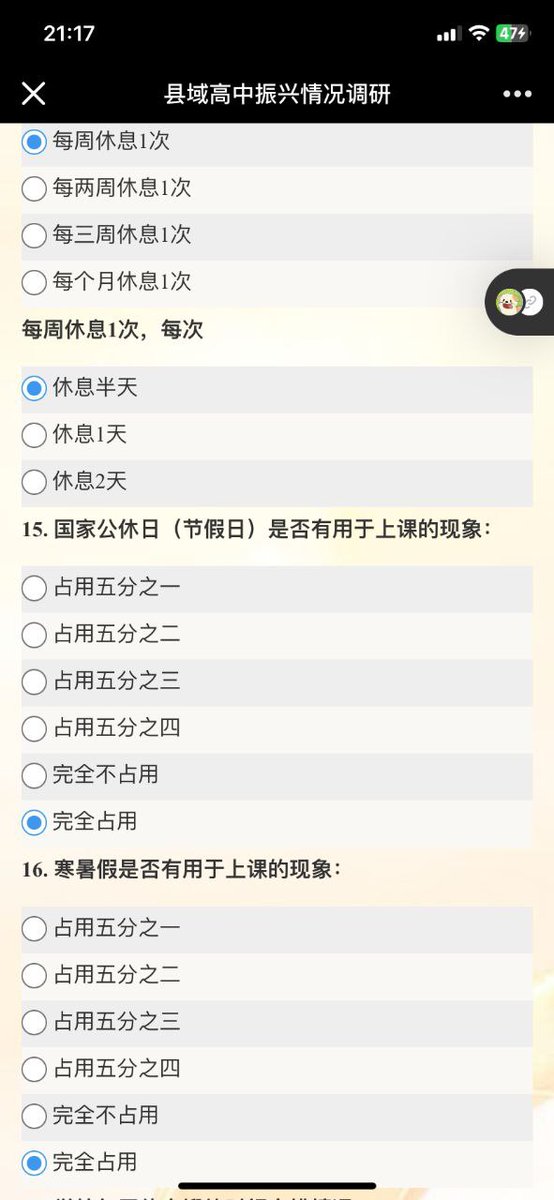 21:17
47
县域高中振兴情况调研
每周休息1次
每两周休息1次
每三周休息1次
每个月休息1次
每周休息1次，每次
休息半天
休息1天
休息2天
15. 国家公休日（节假日）是否有用于上课的现象：
占用五分之一
占用五分之二
占用五分之三
占用五分之四
完全不占用
完全占用
16. 寒暑假是否有用于上课的现象：
占用五分之一
占用五分之二
占用五分之三
占用五分之四
完全不占用
完全占用